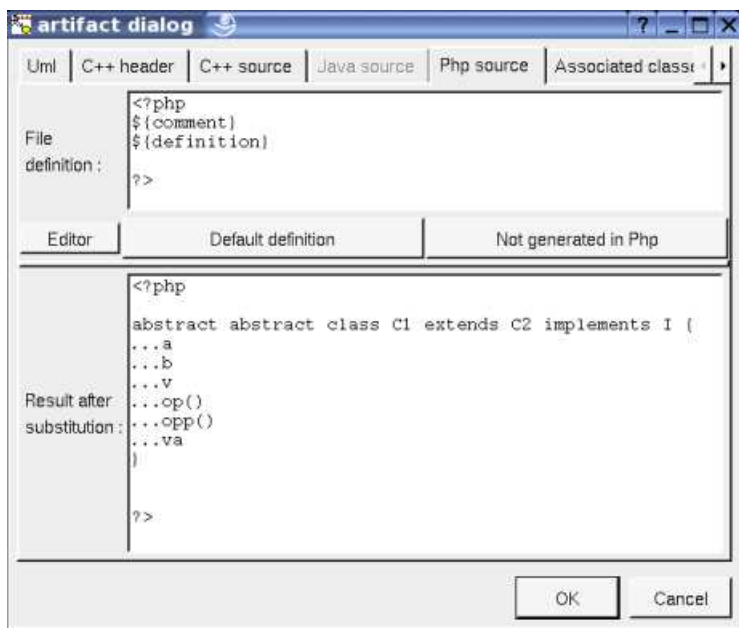 artifact dialog
Uml C++ header C++ source Java source Php source Associated classe
File
definition :
<?php
${comment}
${definition}
?>
Editor Default definition Not generated in Php
Result after
substitution :
<?php
abstract abstract class C1 extends C2 implements I {
...a
...b
...v
...op()
...opp()
...va
}
?>
OK Cancel